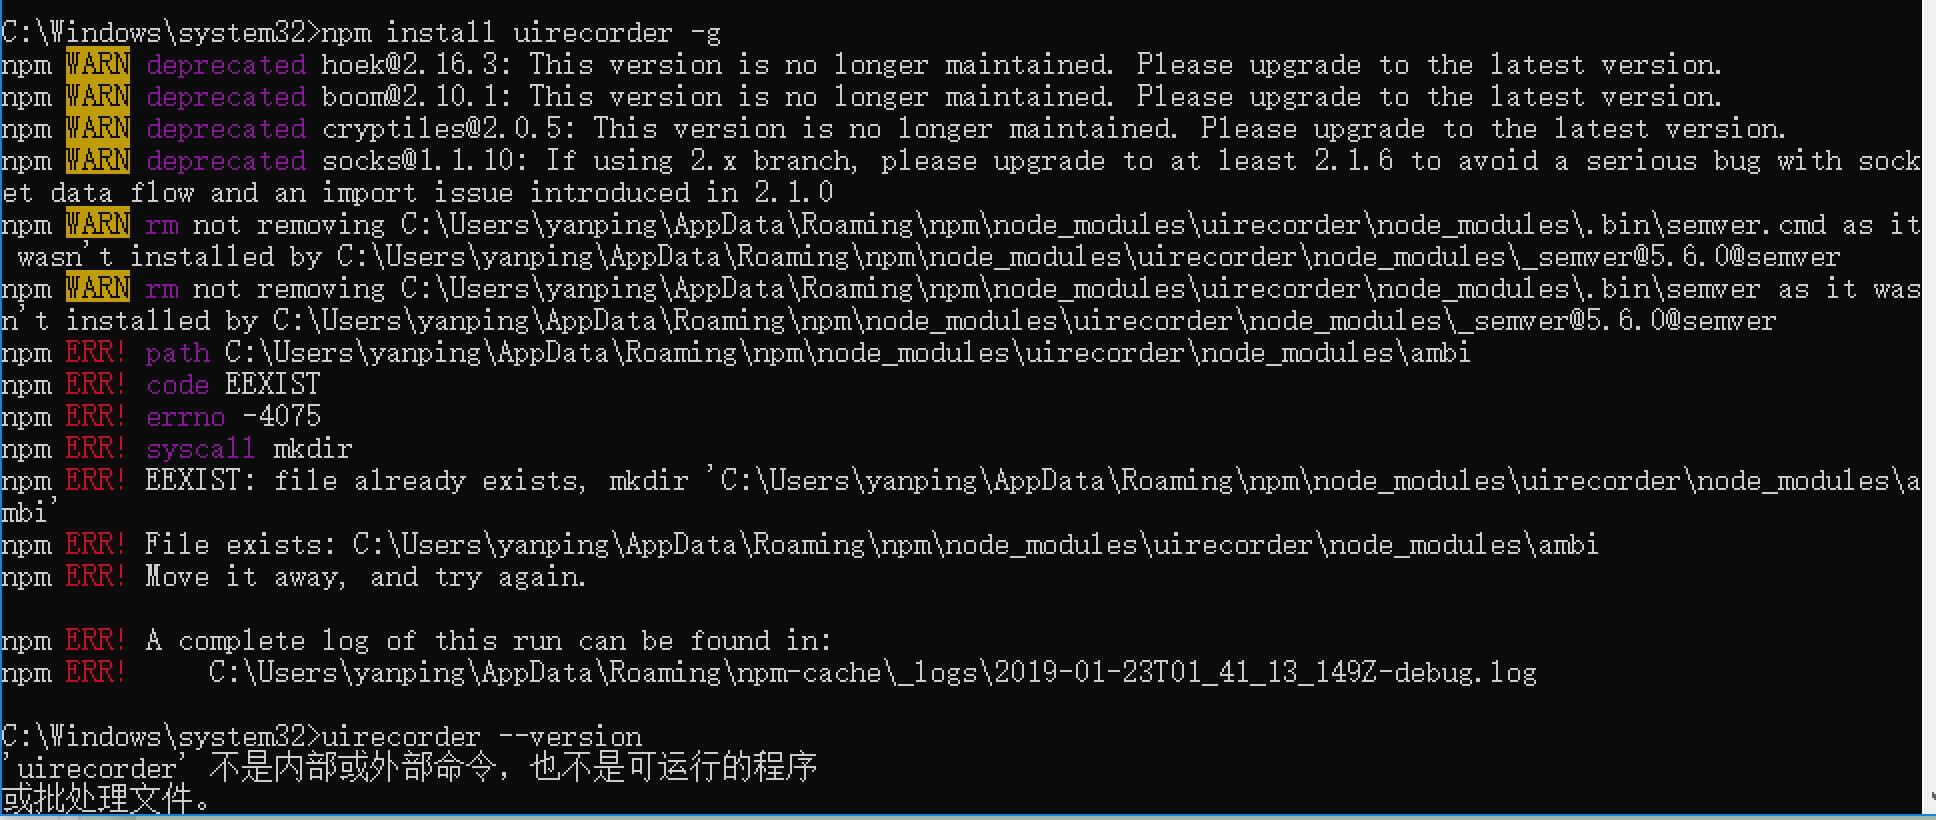 C:\Windows\system32>npm install uirecorder -g
npm WARN deprecated hoek@2.16.3: This version is no longer maintained. Please upgrade to the latest version.
npm WARN deprecated boom@2.10.1: This version is no longer maintained. Please upgrade to the latest version.
npm WARN deprecated cryptiles@2.0.5: This version is no longer maintained. Please upgrade to the latest version.
npm WARN deprecated socks@1.1.10: If using 2.x branch, please upgrade to at least 2.1.6 to avoid a serious bug with sock
et data flow and an import issue introduced in 2.1.0
npm WARN rm not removing C:\Users\yanping\AppData\Roaming\npm\node_modules\uirecorder\node_modules\.bin\semver.cmd as it
 wasn't installed by C:\Users\yanping\AppData\Roaming\npm\node_modules\uirecorder\node_modules\_semver@5.6.0@semver
npm WARN rm not removing C:\Users\yanping\AppData\Roaming\npm\node_modules\uirecorder\node_modules\.bin\semver as it was
n't installed by C:\Users\yanping\AppData\Roaming\npm\node_modules\uirecorder\node_modules\_semver@5.6.0@semver
npm ERR! path C:\Users\yanping\AppData\Roaming\npm\node_modules\uirecorder\node_modules\ambi
npm ERR! code EEXIST
npm ERR! errno -4075
npm ERR! syscall mkdir
npm ERR! EEXIST: file already exists, mkdir 'C:\Users\yanping\AppData\Roaming\npm\node_modules\uirecorder\node_modules\a
mbi'
npm ERR! File exists: C:\Users\yanping\AppData\Roaming\npm\node_modules\uirecorder\node_modules\ambi
npm ERR! Move it away, and try again.
npm ERR! A complete log of this run can be found in:
npm ERR!     C:\Users\yanping\AppData\Roaming\npm-cache\_logs\2019-01-23T01_41_13_149Z-debug.log
C:\Windows\system32>uirecorder --version
'uirecorder' 不是内部或外部命令，也不是可运行的程序
或批处理文件。